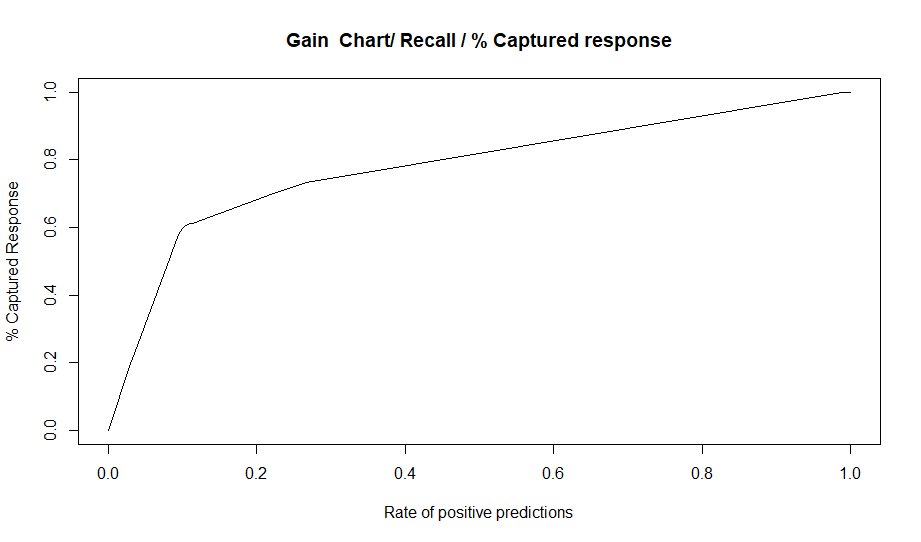 Gain  Chart/ Recall / % Captured response
% Captured Response
1.0
0.8
0.6
0.4
0.2
0.0
0.0 0.2 0.4 0.6 0.8 1.0
Rate of positive predictions